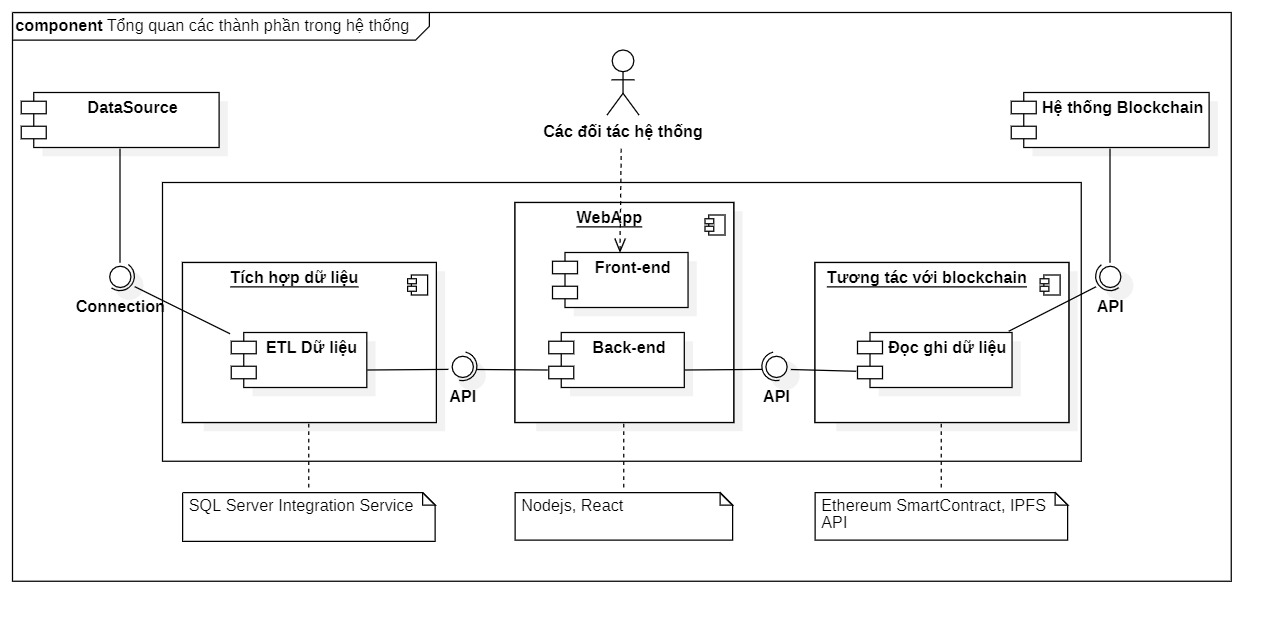 component Tổng quan các thành phần trong hệ thống
DataSource
Các đối tác hệ thống
Hệ thống Blockchain
WebApp
Front-end
Tích hợp dữ liệu
Tương tác với blockchain
Connection
API
ETL Dữ liệu
Back-end
Đọc ghi dữ liệu
API
API
SQL Server Integration Service
Nodejs, React
Ethereum SmartContract, IPFS
API